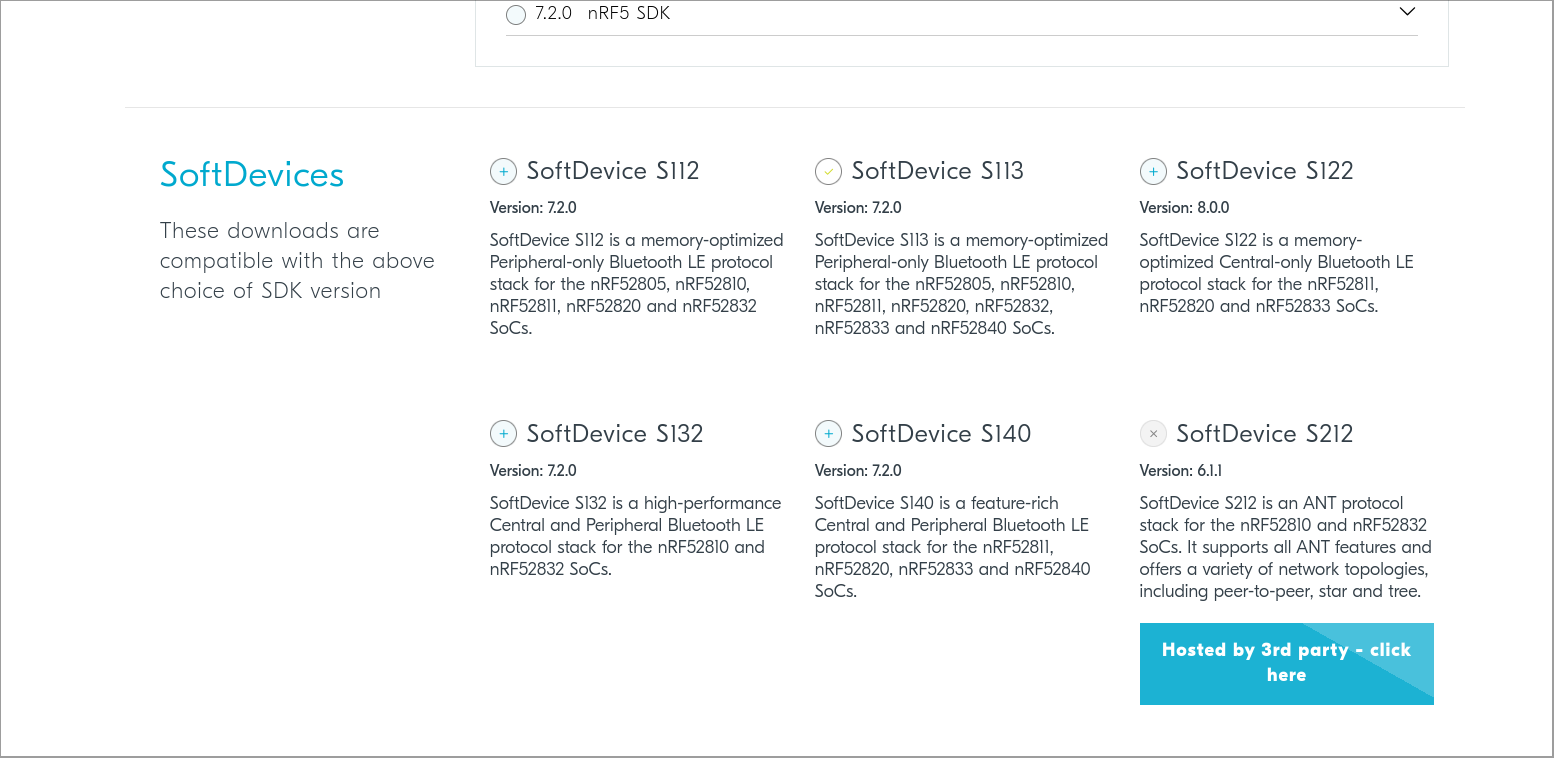 7.2.0 nRF5 SDK
SoftDevices
These downloads are
compatible with the above
choice of SDK version
SoftDevice S112
Version: 7.2.0
SoftDevice S112 is a memory-optimized
Peripheral-only Bluetooth LE protocol
stack for the nRF52805, nRF52810,
nRF52811, nRF52820 and nRF52832
SoCs.
SoftDevice S113
Version: 7.2.0
SoftDevice S113 is a memory-optimized
Peripheral-only Bluetooth LE protocol
stack for the nRF52805, nRF52810,
nRF52811, nRF52820, nRF52832,
nRF52833 and nRF52840 SoCs.
SoftDevice S122
Version: 8.0.0
SoftDevice S122 is a memory-
optimized Central-only Bluetooth LE
protocol stack for the nRF52811,
nRF52820 and nRF52833 SoCs.
SoftDevice S132
Version: 7.2.0
SoftDevice S132 is a high-performance
Central and Peripheral Bluetooth LE
protocol stack for the nRF52810 and
nRF52832 SoCs.
SoftDevice S140
Version: 7.2.0
SoftDevice S140 is a feature-rich
Central and Peripheral Bluetooth LE
protocol stack for the nRF52811,
nRF52820, nRF52833 and nRF52840
SoCs.
SoftDevice S212
Version: 6.1.1
SoftDevice S212 is an ANT protocol
stack for the nRF52810 and nRF52832
SoCs. It supports all ANT features and
offers a variety of network topologies,
including peer-to-peer, star and tree.
Hosted by 3rd party - click
here